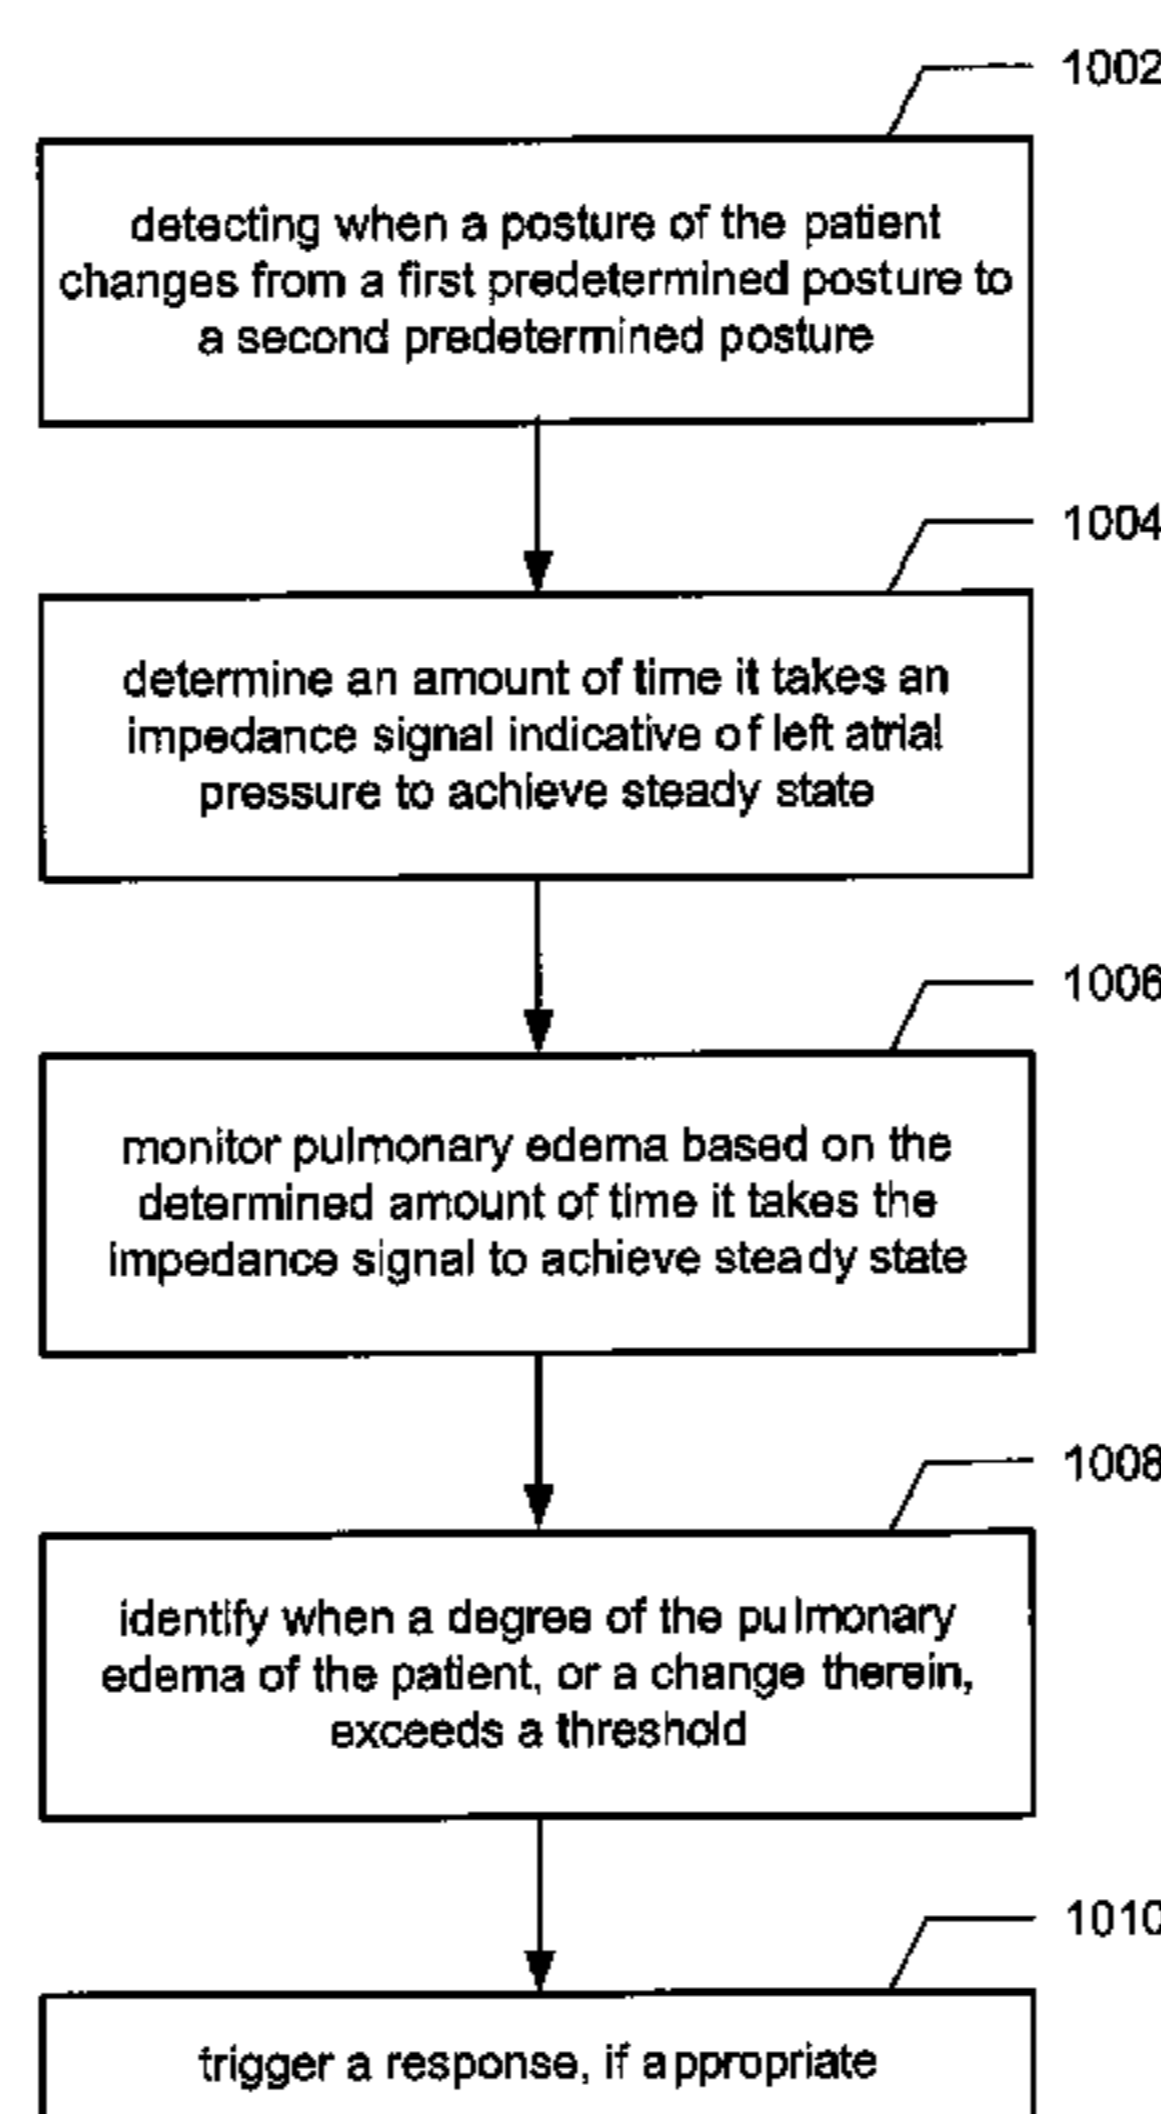 1002
detecting when a posture of the patient
changes from a first predetermined posture to
a second predetermined posture
1004
determine an amount of time it takes an
impedance signal indicative of left atrial
pressure to achieve steady state
1006
monitor pulmonary edema based on the
determined amount of time it takes the
impedance signal to achieve steady state
1008
identify when a degree of the pulmonary
edema of the patient, or a change therein,
exceeds a threshold
1010
trigger a response, if appropriate